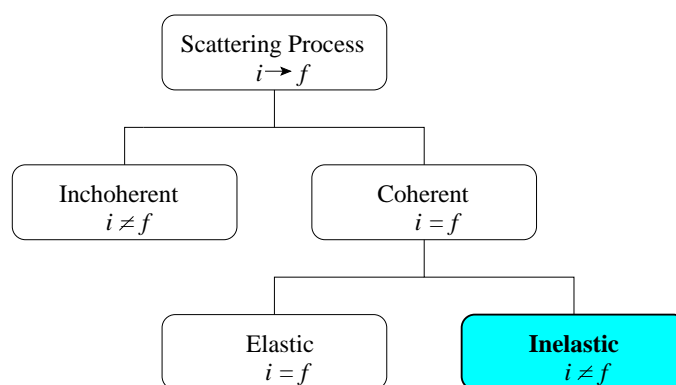 Scattering Process
i → f
Inchoherent
i ≠ f
Coherent
i = f
Elastic
i = f
Inelastic
i ≠ f